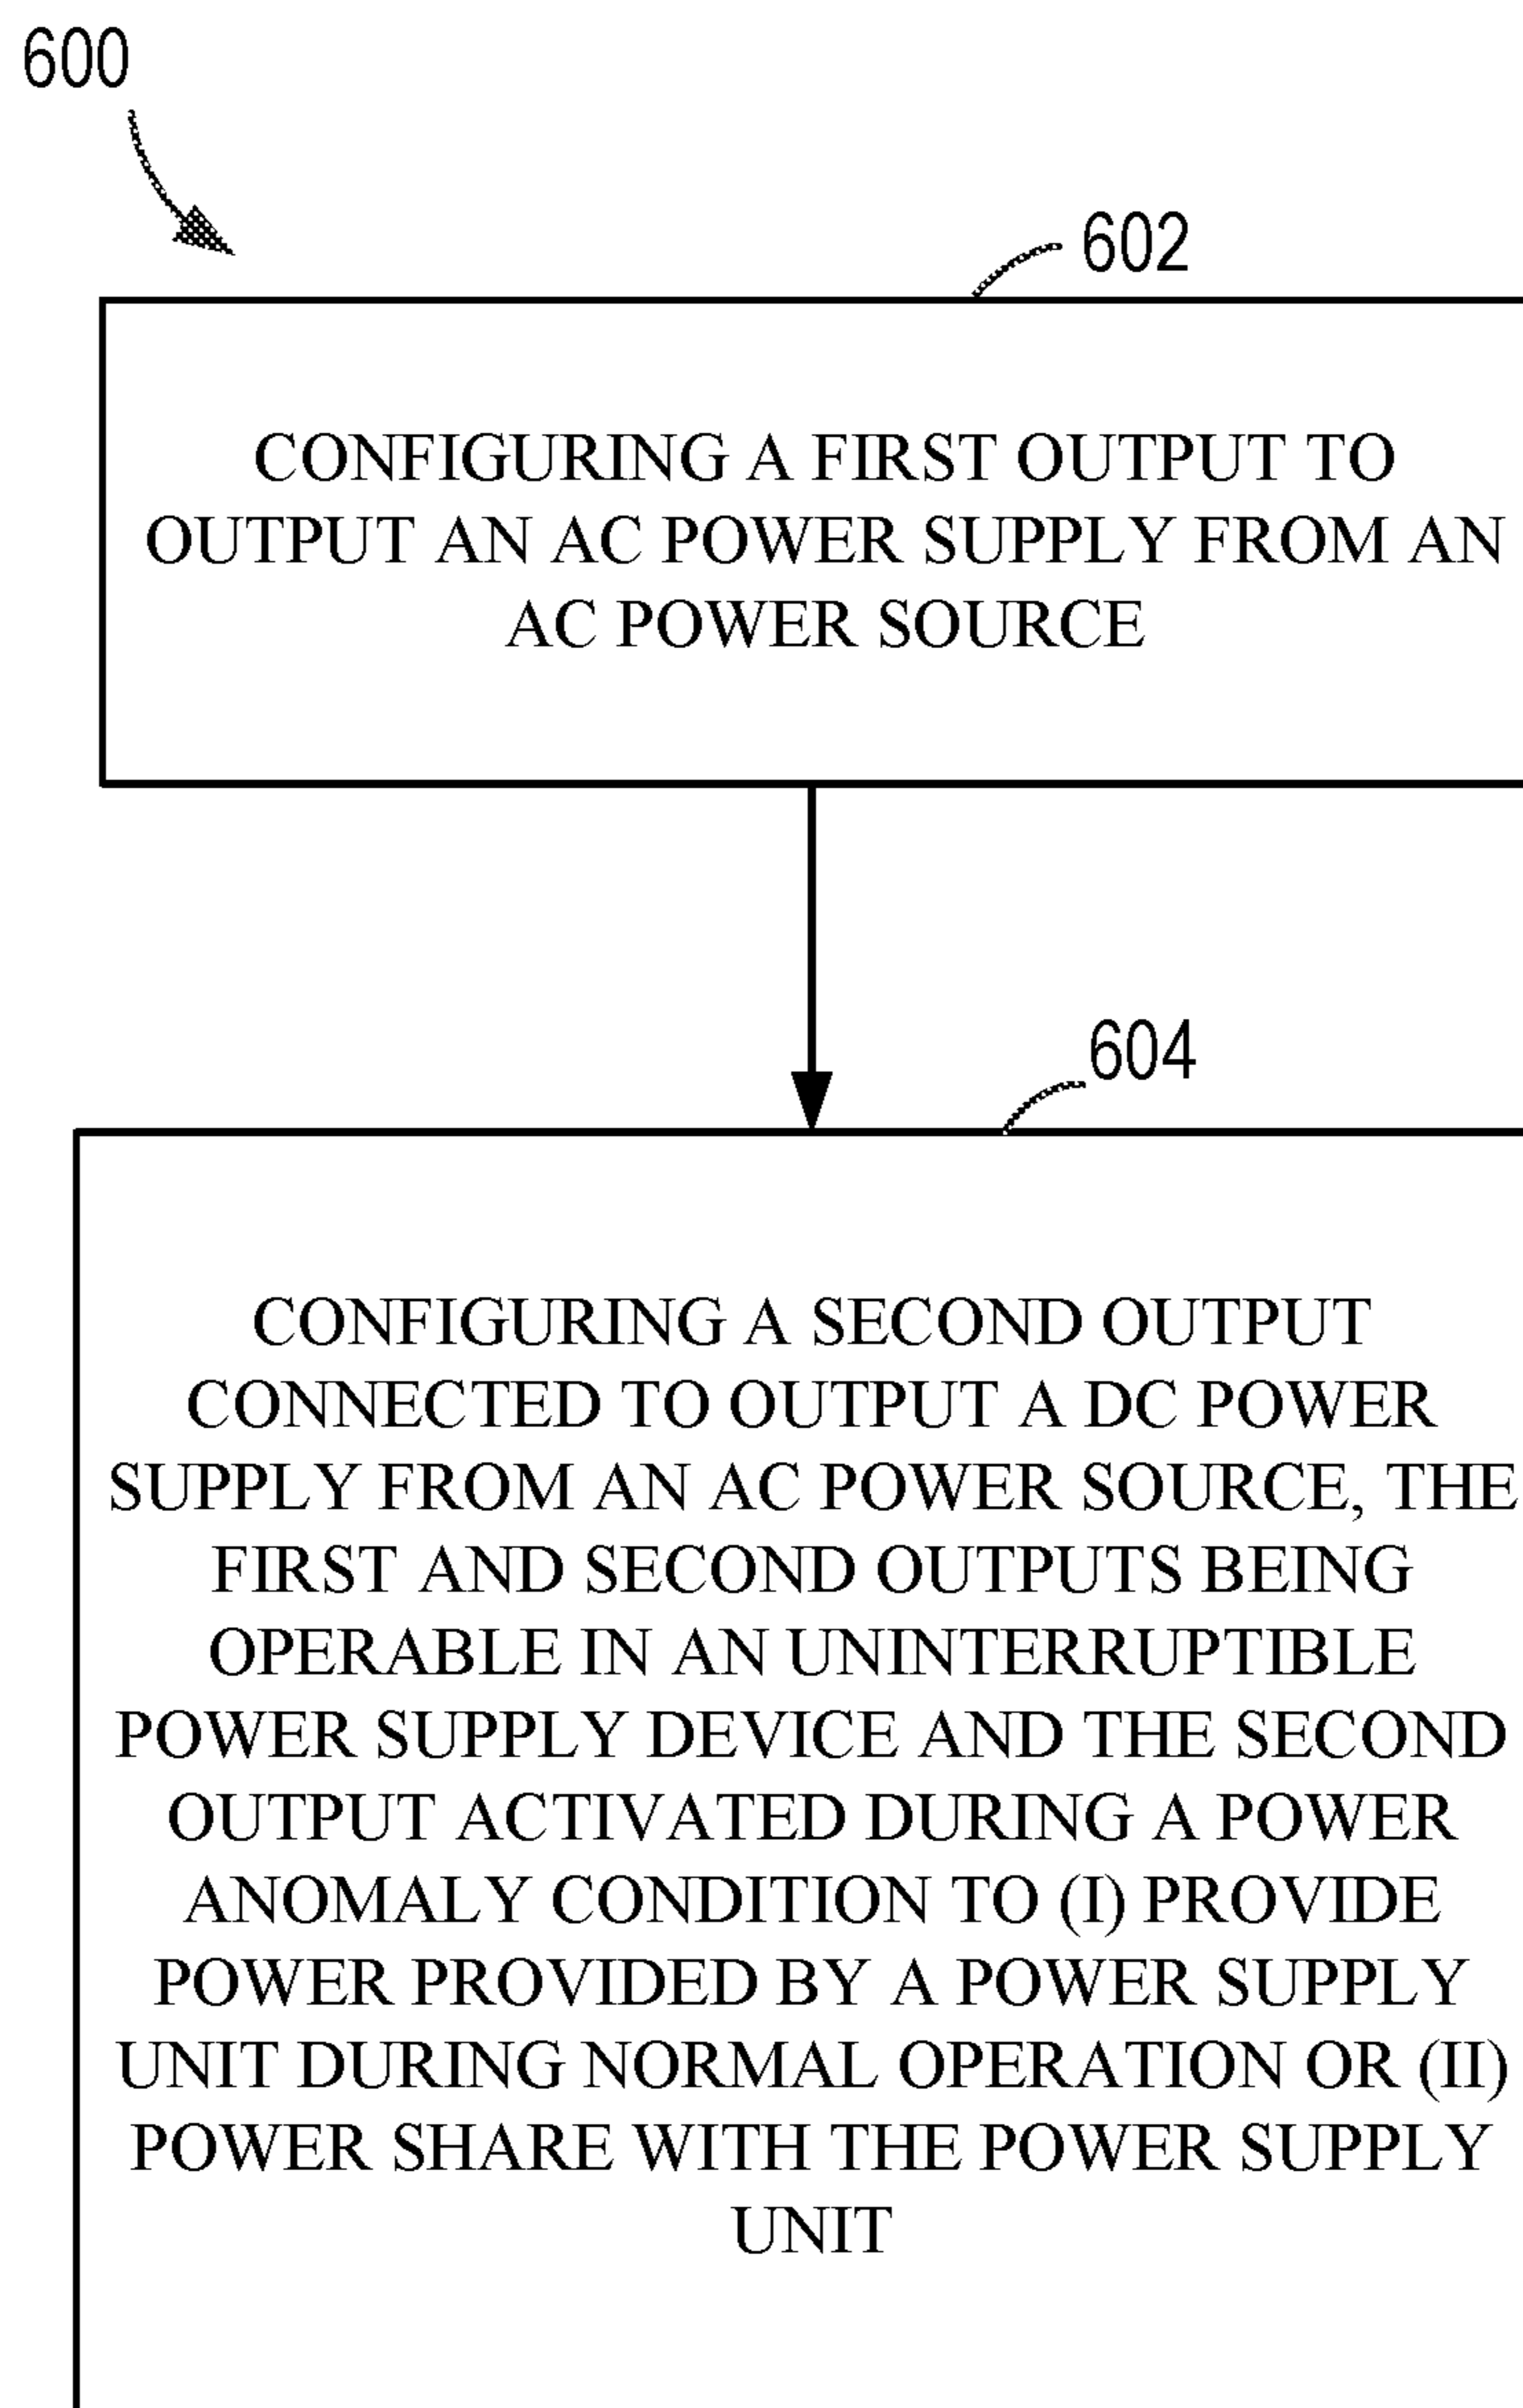 600
602
CONFIGURING A FIRST OUTPUT TO
OUTPUT AN AC POWER SUPPLY FROM AN
AC POWER SOURCE
604
CONFIGURING A SECOND OUTPUT
CONNECTED TO OUTPUT A DC POWER
SUPPLY FROM AN AC POWER SOURCE, THE
FIRST AND SECOND OUTPUTS BEING
OPERABLE IN AN UNINTERRUPTIBLE
POWER SUPPLY DEVICE AND THE SECOND
OUTPUT ACTIVATED DURING A POWER
ANOMALY CONDITION TO (I) PROVIDE
POWER PROVIDED BY A POWER SUPPLY
UNIT DURING NORMAL OPERATION OR (II)
POWER SHARE WITH THE POWER SUPPLY
UNIT